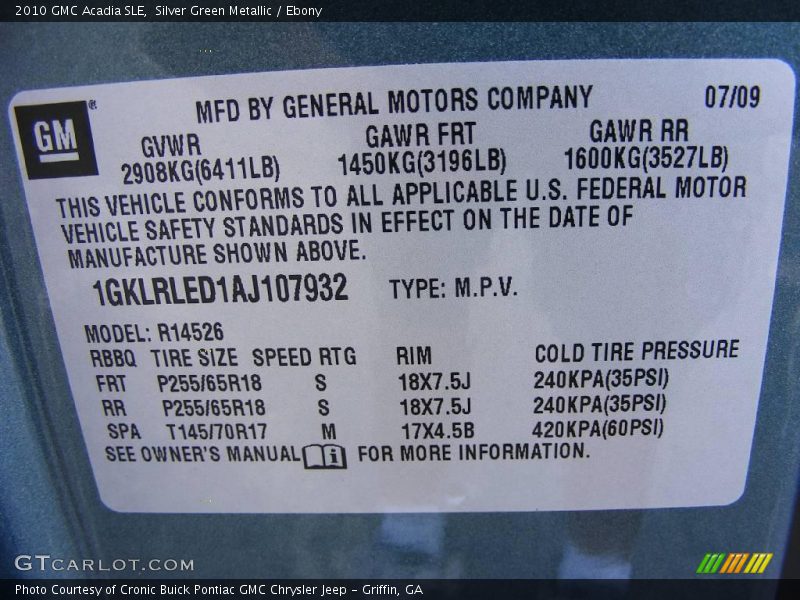 2010 GMC Acadia SLE,  Silver Green Metallic / Ebony
MFD BY GENERAL MOTORS COMPANY 07/09
GM®
GVWR GAWR FRT GAWR RR
2908KG(6411LB) 1450KG(3196LB) 1600KG(3527LB)
THIS VEHICLE CONFORMS TO ALL APPLICABLE U.S. FEDERAL MOTOR
VEHICLE SAFETY STANDARDS IN EFFECT ON THE DATE OF
MANUFACTURE SHOWN ABOVE.
1GKLRLED1AJ107932 TYPE: M.P.V.
MODEL: R14526
RBBQ TIRE SIZE SPEED RTG RIM COLD TIRE PRESSURE
FRT P255/65R18 S 18X7.5J 240KPA(35PSI)
RR P255/65R18 S 18X7.5J 240KPA(35PSI)
SPA T145/70R17 M 17X4.5B 420KPA(60PSI)
SEE OWNER'S MANUAL i FOR MORE INFORMATION.
GTCARLOT.COM
Photo Courtesy of Cronic Buick Pontiac GMC Chrysler Jeep - Griffin, GA